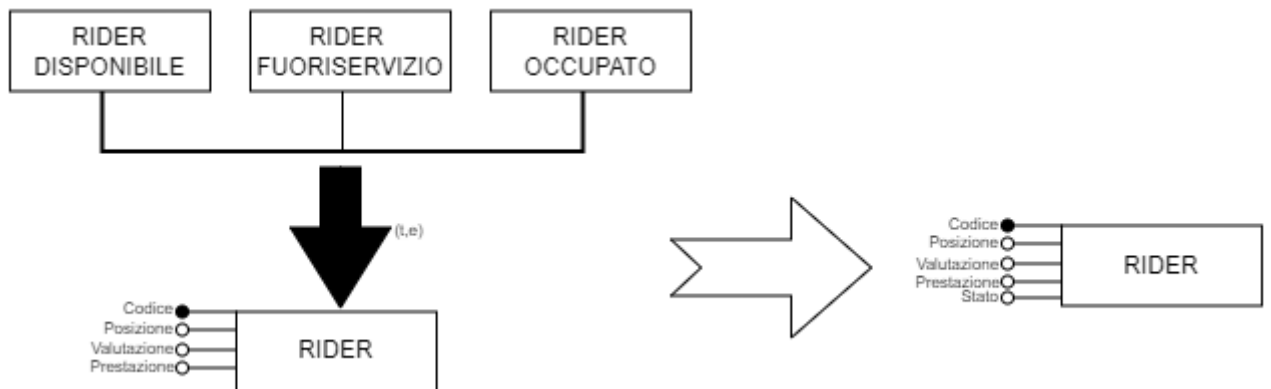 RIDER
DISPONIBILE
RIDER
FUORISERVIZIO
RIDER
OCCUPATO
(t,e)
Codice
Posizione
Valutazione
Prestazione
RIDER
Codice
Posizione
Valutazione
Prestazione
Stato
RIDER